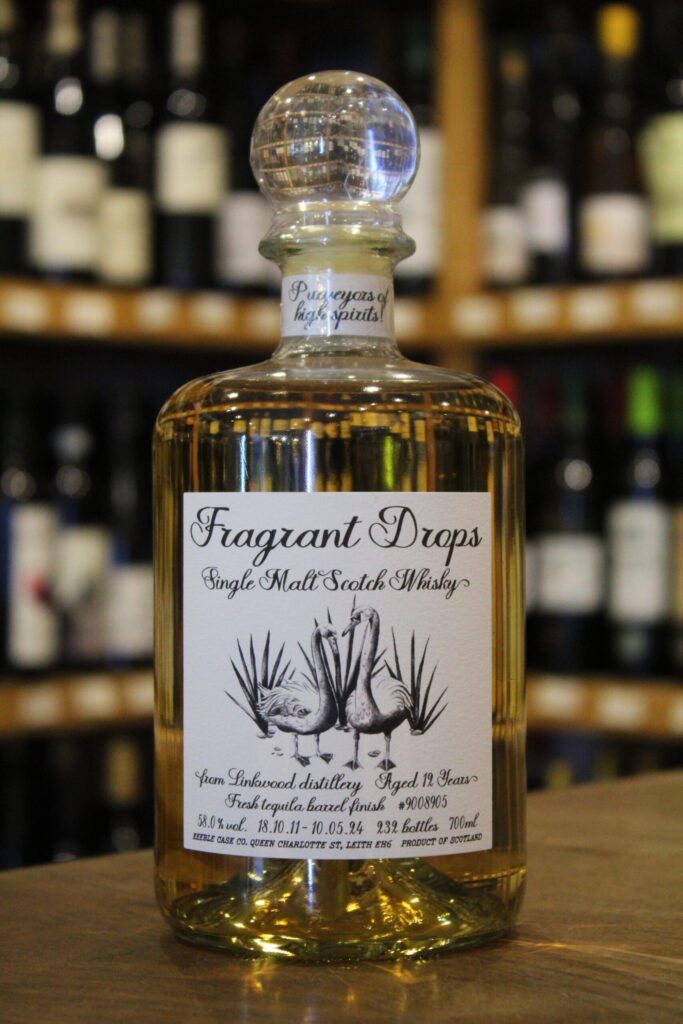 Purveyors of
high spirits!
Fragrant Drops
Single Malt Scotch Whisky
from Linkwood distillery Aged 12 Years
Fresh tequila barrel finish #9008905
58.0% vol. 18.10.11 - 10.05.24 232 bottles 700ml
KEEBLE CASK CO. QUEEN CHARLOTTE ST, LEITH EH6 PRODUCT OF SCOTLAND